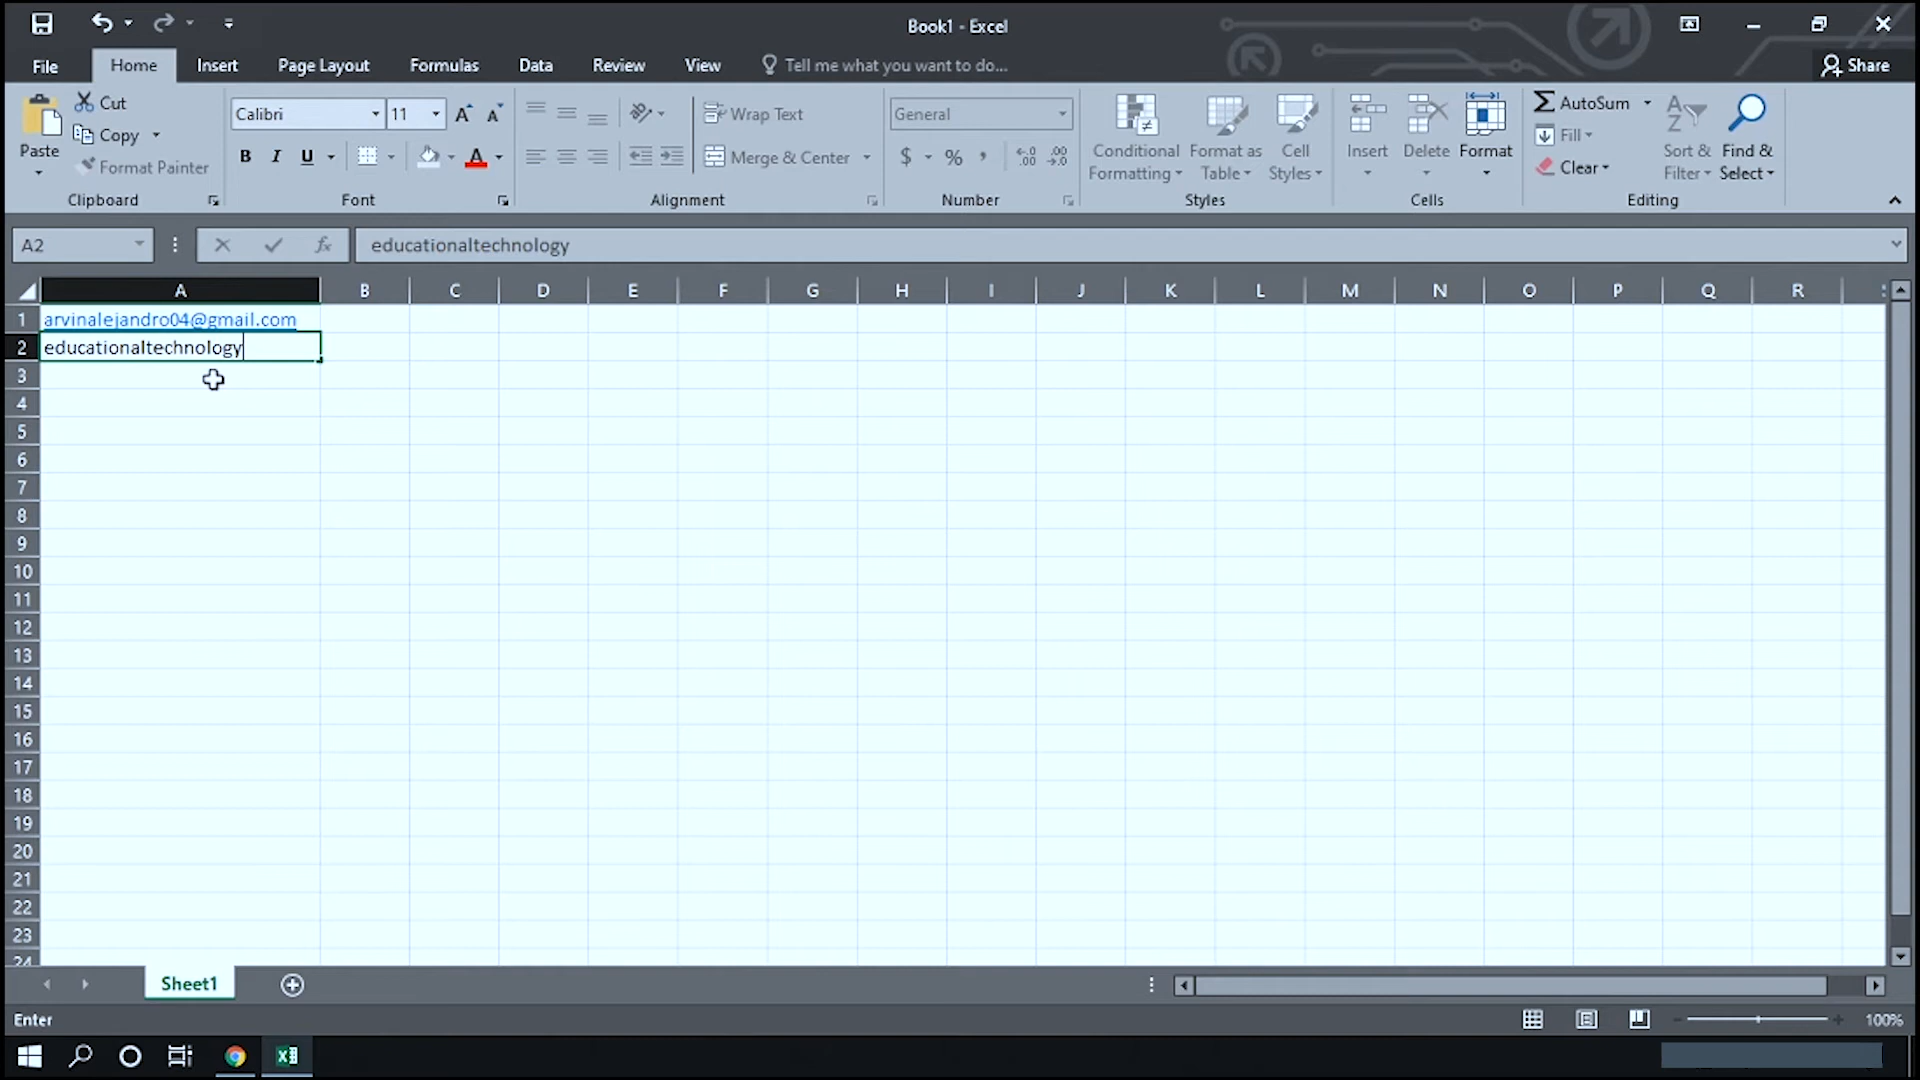 Book1 - Excel
File Home Insert Page Layout Formulas Data Review View Tell me what you want to do... Share
Paste
Cut
Copy
Format Painter
Clipboard
Calibri 11
B I U
Font
Wrap Text
Merge & Center
Alignment
General
$ % ,
Number
Conditional Formatting
Format as Table
Cell Styles
Styles
Insert Delete Format
Cells
AutoSum
Fill
Clear
Sort & Filter
Find & Select
Editing
A2 fx educationaltechnology
A B C D E F G H I J K L M N O P Q R
1 arvinalejandro04@gmail.com
2 educationaltechnology
3
4
5
6
7
8
9
10
11
12
13
14
15
16
17
18
19
20
21
22
23
24
Sheet1
Enter 100%